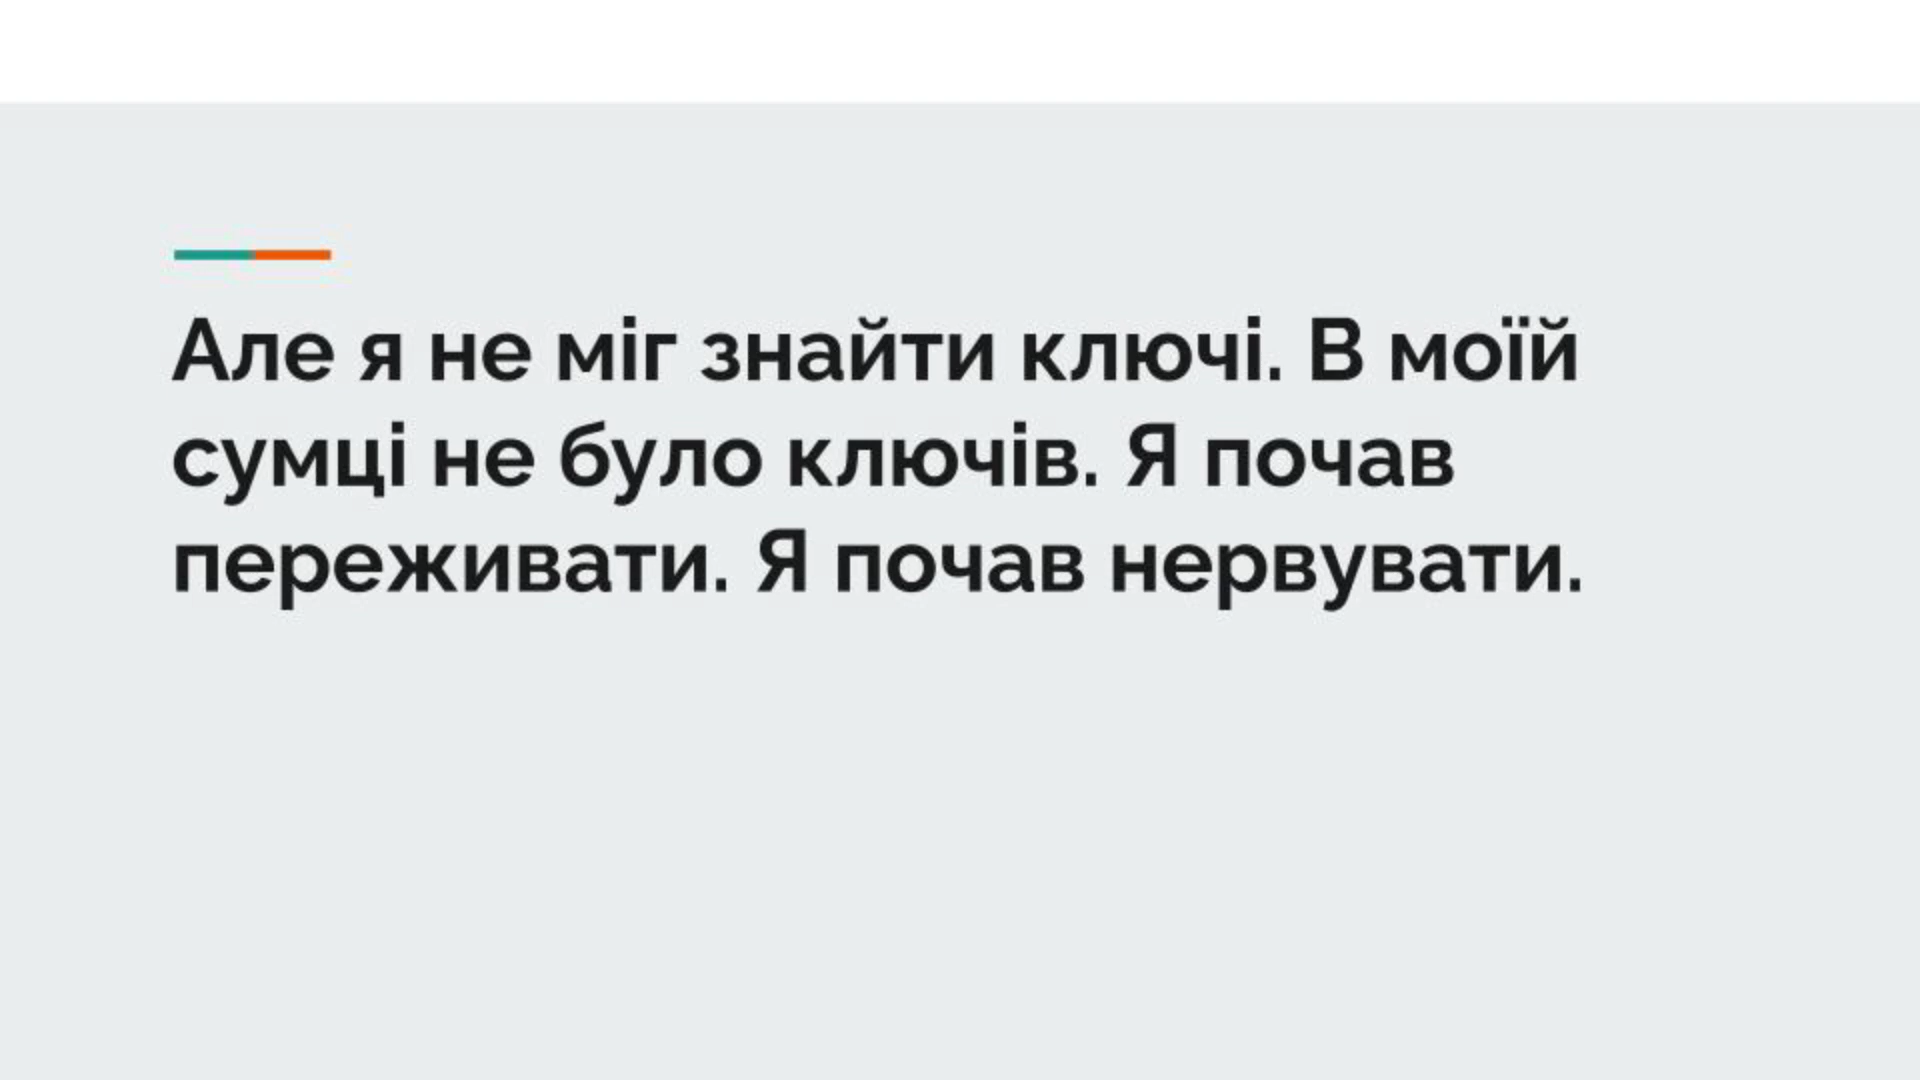 Але я не міг знайти ключі. В моїй
сумці не було ключів. Я почав
переживати. Я почав нервувати.